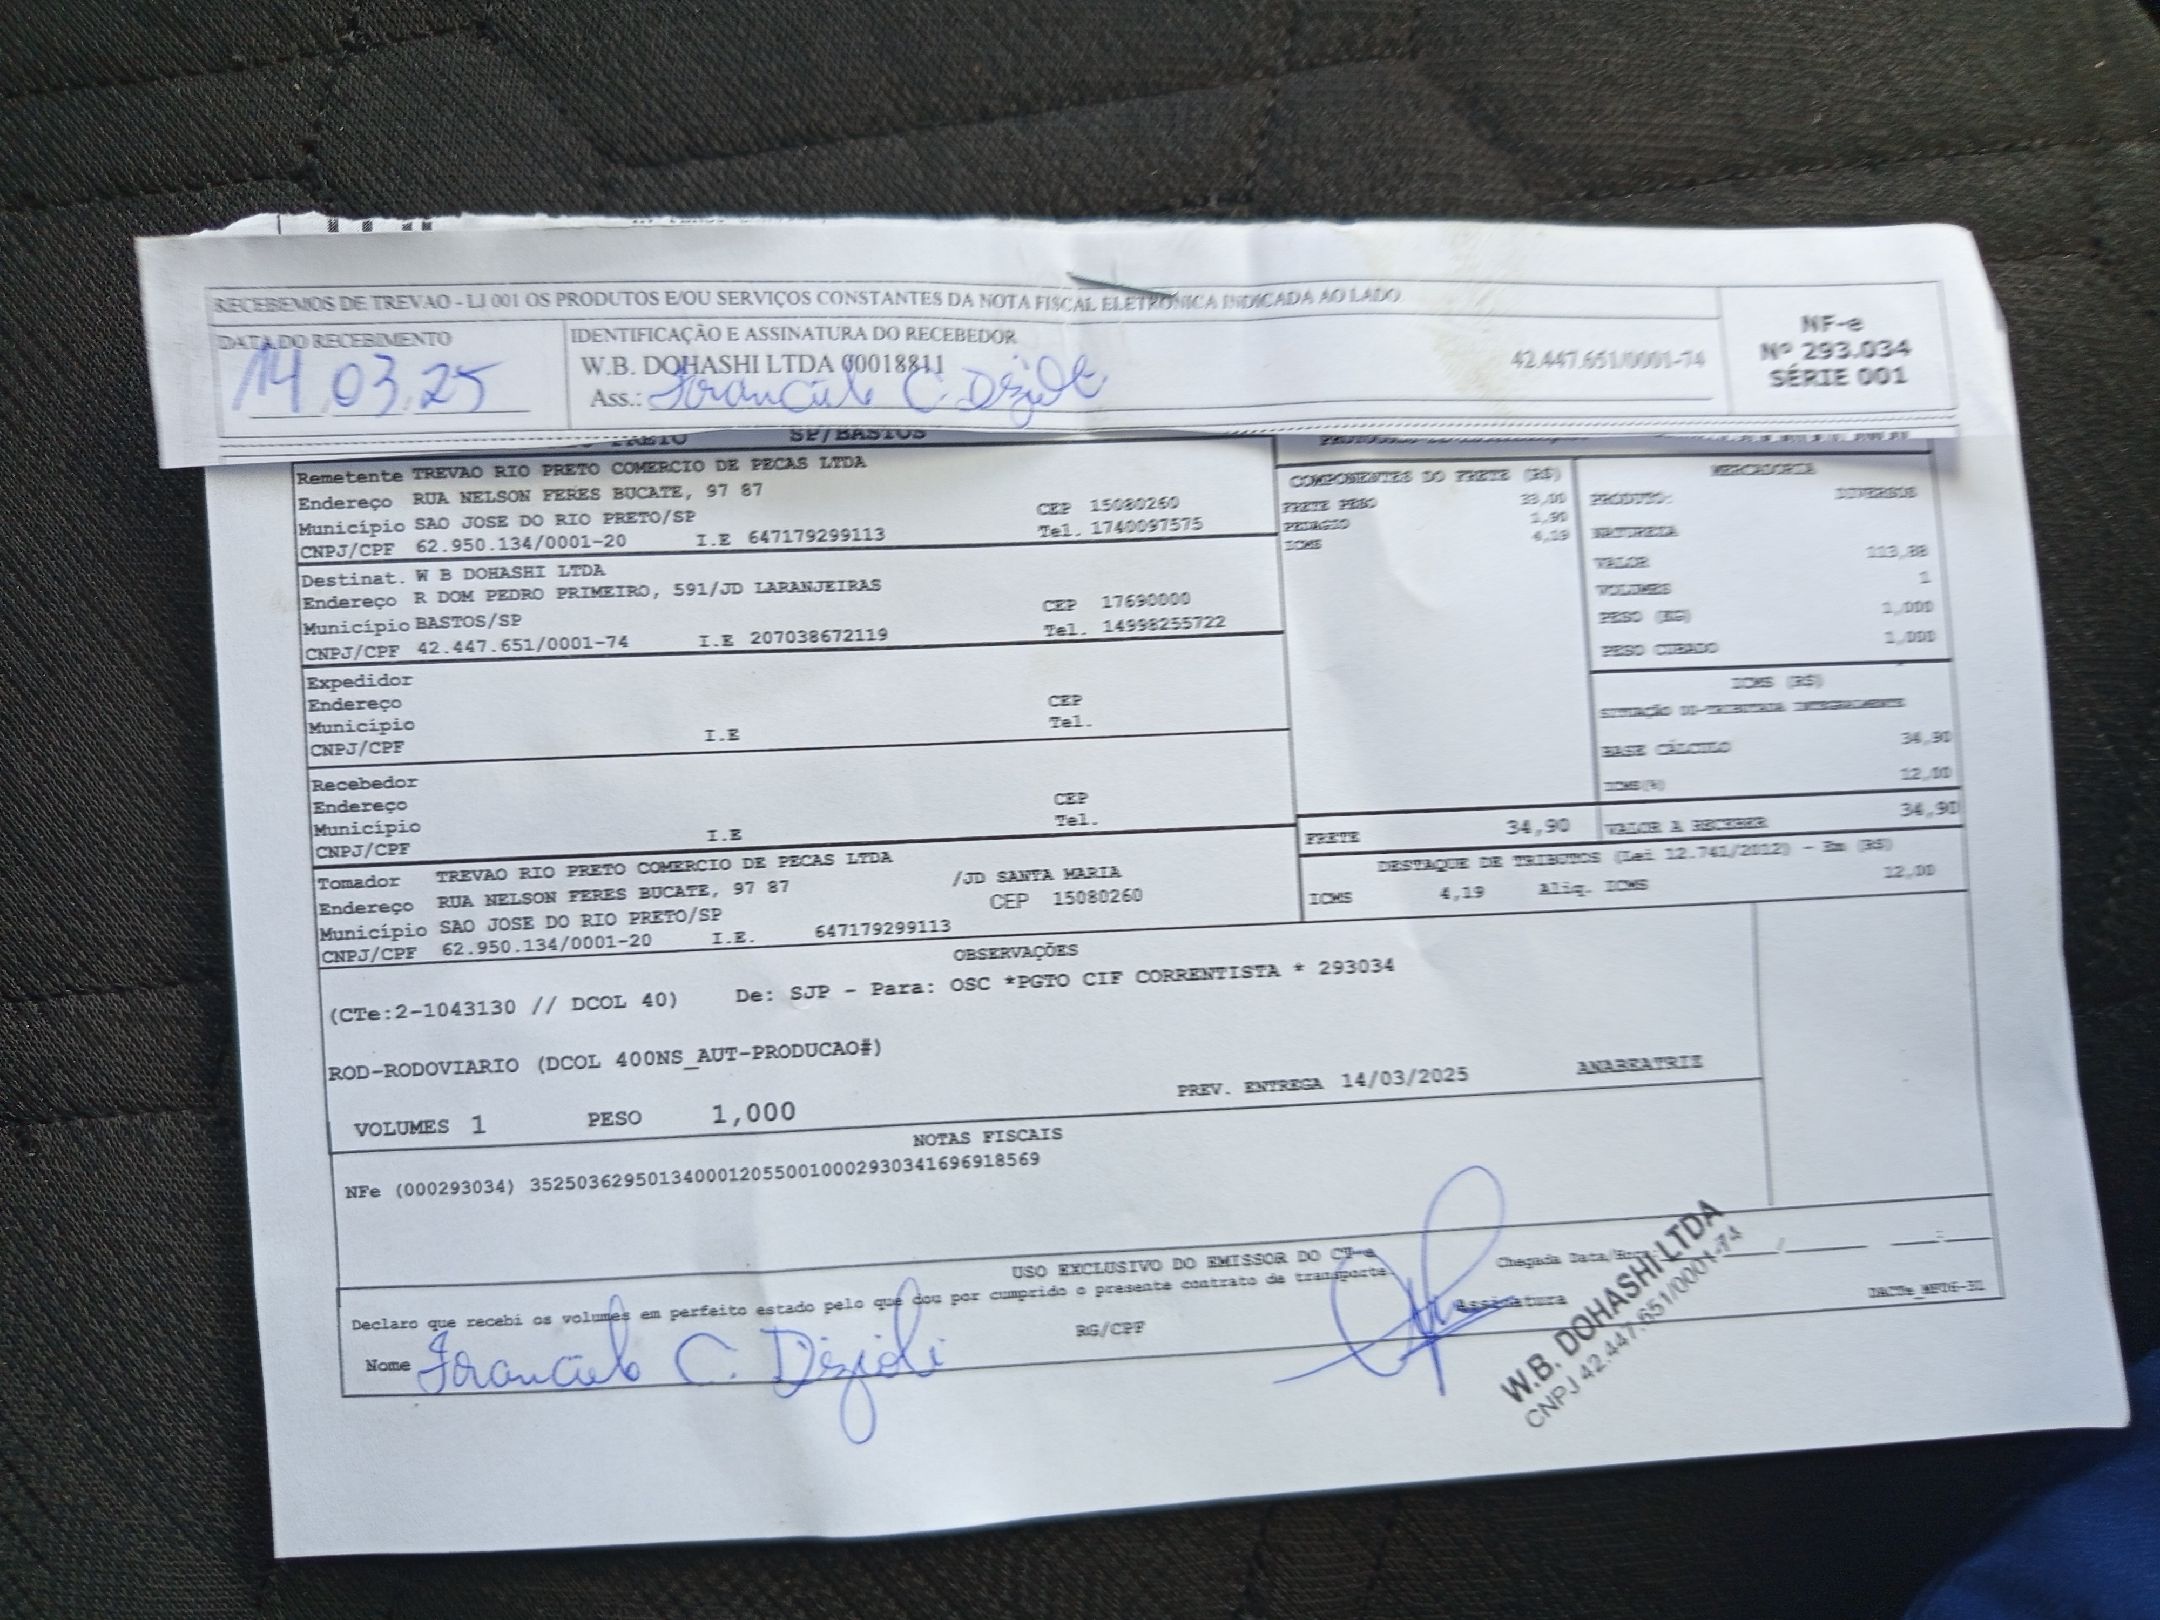 RECEBEMOS DE TREVAO - LJ 001 OS PRODUTOS E/OU SERVIÇOS CONSTANTES DA NOTA FISCAL ELETRÔNICA INDICADA AO LADO
DATA DO RECEBIMENTO
14.03.25
IDENTIFICAÇÃO E ASSINATURA DO RECEBEDOR
W.B. DOHASHI LTDA 00018811 42.447.651/0001-74
Ass.: C.
NF-e
Nº 293.034
SÉRIE 001
PRETO SP/BASTOS
Remetente TREVAO RIO PRETO COMERCIO DE PECAS LTDA
Endereço RUA NELSON FERES BUCATE, 97 87 CEP 15080260
Município SAO JOSE DO RIO PRETO/SP Tel. 1740097575
CNPJ/CPF 62.950.134/0001-20 I.E 647179299113
Destinat. W B DOHASHI LTDA
Endereço R DOM PEDRO PRIMEIRO, 591/JD LARANJEIRAS CEP 17690000
Município BASTOS/SP Tel. 14998255722
CNPJ/CPF 42.447.651/0001-74 I.E 207038672119
Expedidor
Endereço CEP
Município Tel.
CNPJ/CPF I.E
Recebedor
Endereço CEP
Município Tel.
CNPJ/CPF I.E
Tomador TREVAO RIO PRETO COMERCIO DE PECAS LTDA /JD SANTA MARIA
Endereço RUA NELSON FERES BUCATE, 97 87 CEP 15080260
Município SAO JOSE DO RIO PRETO/SP
CNPJ/CPF 62.950.134/0001-20 I.E. 647179299113
COMPONENTES DO FRETE (R$)
FRETE PESO 33,00
PEDAGIO 1,90
ICMS 4,19
MERCADORIA
PRODUTO: DIVERSOS
NATUREZA
VALOR 113,88
VOLUMES 1
PESO (KG) 1,000
PESO CUBADO 1,000
ICMS (R$)
SITUAÇÃO 00-TRIBUTADA INTEGRALMENTE
BASE CÁLCULO 34,90
ICMS(%) 12,00
FRETE 34,90 VALOR A RECEBER 34,90
DESTAQUE DE TRIBUTOS (Lei 12.741/2012) - Em (R$)
ICMS 4,19 Aliq. ICMS 12,00
OBSERVAÇÕES
(CTe:2-1043130 // DCOL 40) De: SJP - Para: OSC *PGTO CIF CORRENTISTA * 293034
ROD-RODOVIARIO (DCOL 400NS_AUT-PRODUCAO#)
VOLUMES 1 PESO 1,000 PREV. ENTREGA 14/03/2025 ANABEATRIZ
NOTAS FISCAIS
NFe (000293034) 35250362950134000120550010002930341696918569
USO EXCLUSIVO DO EMISSOR DO CT-e
Declaro que recebi os volumes em perfeito estado pelo que dou por cumprido o presente contrato de transporte
Chegada Data/Hora:
Nome C. RG/CPF Assinatura
W.B. DOHASHI LTDA
CNPJ 42.447.651/0001-74